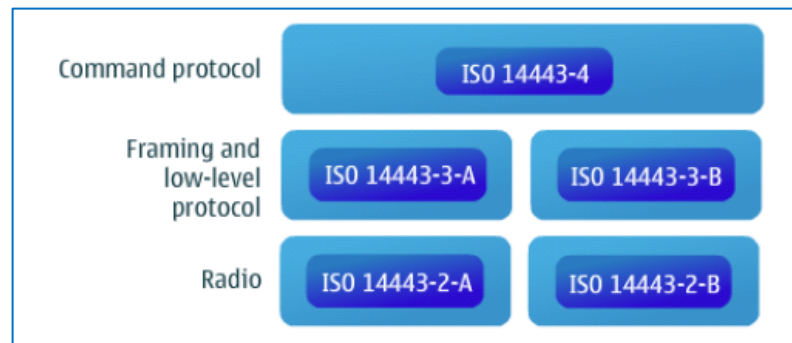 Command protocol
ISO 14443-4
Framing and
low-level
protocol
ISO 14443-3-A
ISO 14443-3-B
Radio
ISO 14443-2-A
ISO 14443-2-B